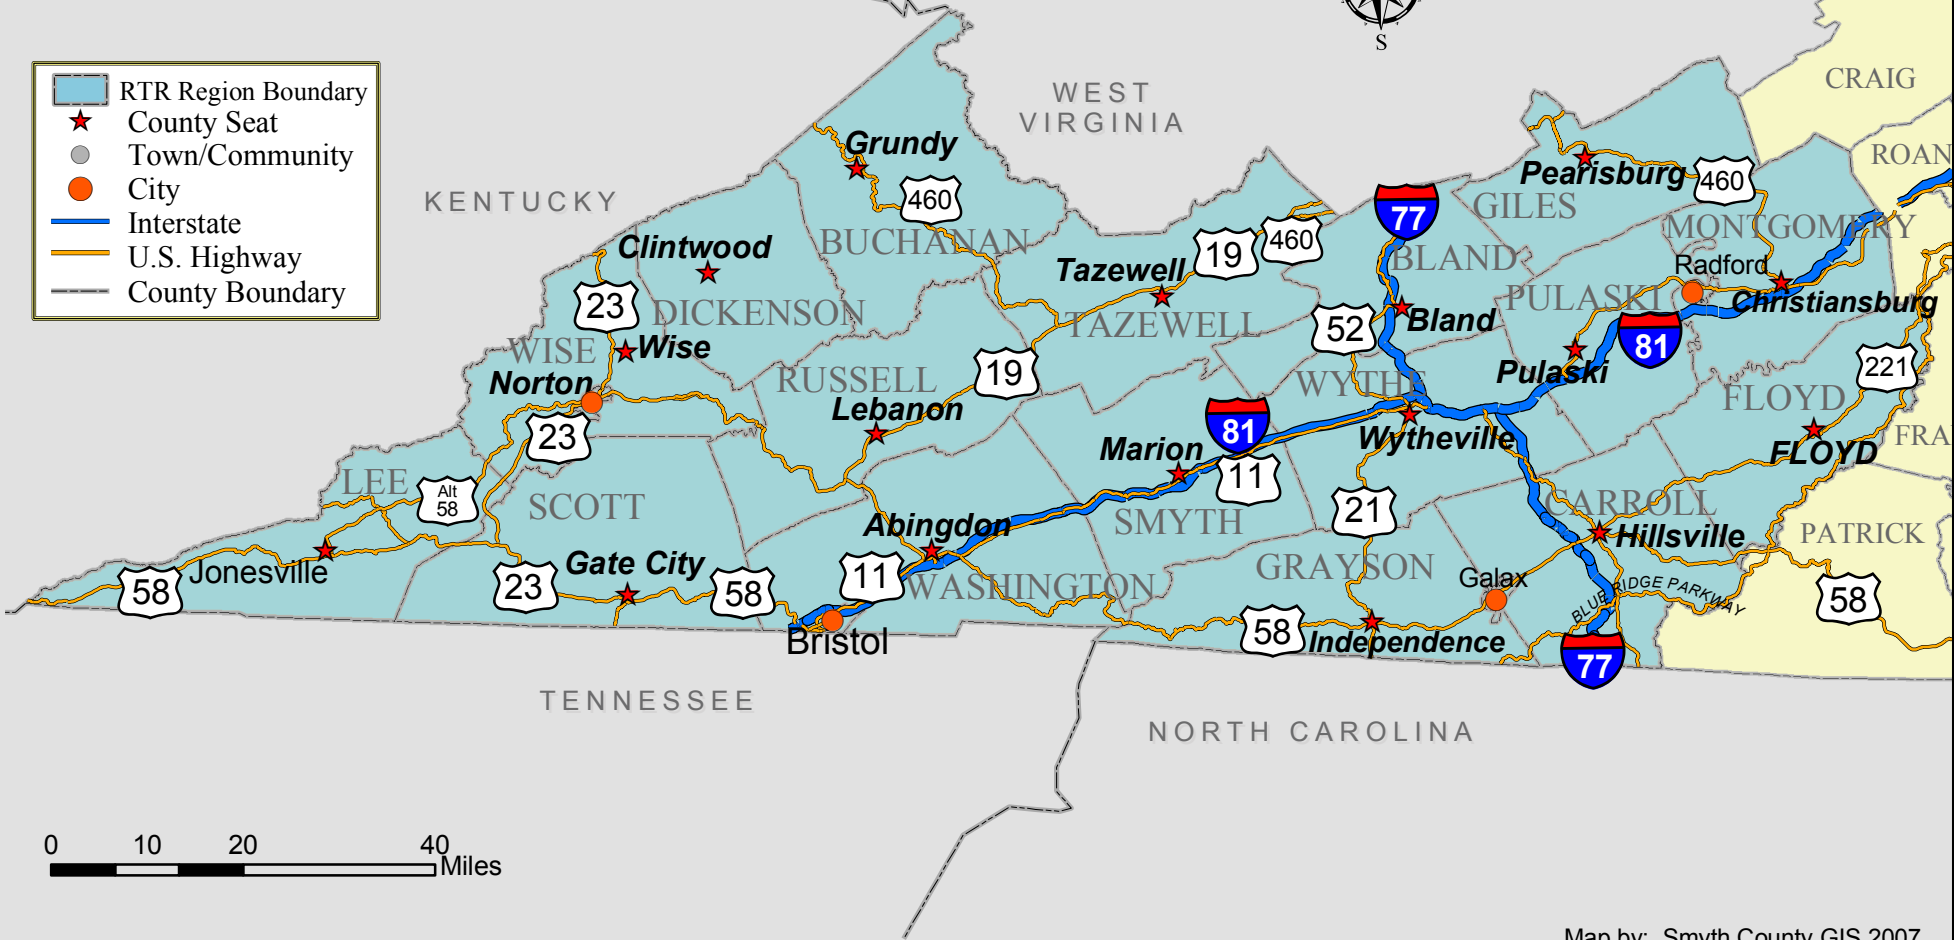 S
RTR Region Boundary
County Seat
Town/Community
City
Interstate
U.S. Highway
County Boundary
WEST
VIRGINIA
KENTUCKY
TENNESSEE
NORTH CAROLINA
CRAIG
ROAN
FRA
PATRICK
Grundy
460
BUCHANAN
Clintwood
DICKENSON
23
WISE
Wise
Norton
23
LEE
Alt
58
Jonesville
58
SCOTT
23
Gate City
58
RUSSELL
Lebanon
19
Tazewell
19
460
TAZEWELL
77
BLAND
Bland
52
Pearisburg
460
GILES
MONTGOMERY
Radford
Christiansburg
PULASKI
81
Pulaski
WYTHE
Wytheville
81
11
Marion
SMYTH
21
GRAYSON
Abingdon
11
WASHINGTON
Bristol
58
Independence
Galax
CARROLL
Hillsville
BLUE RIDGE PARKWAY
77
58
221
FLOYD
FLOYD
0 10 20 40
Miles
Map by: Smyth County GIS 2007